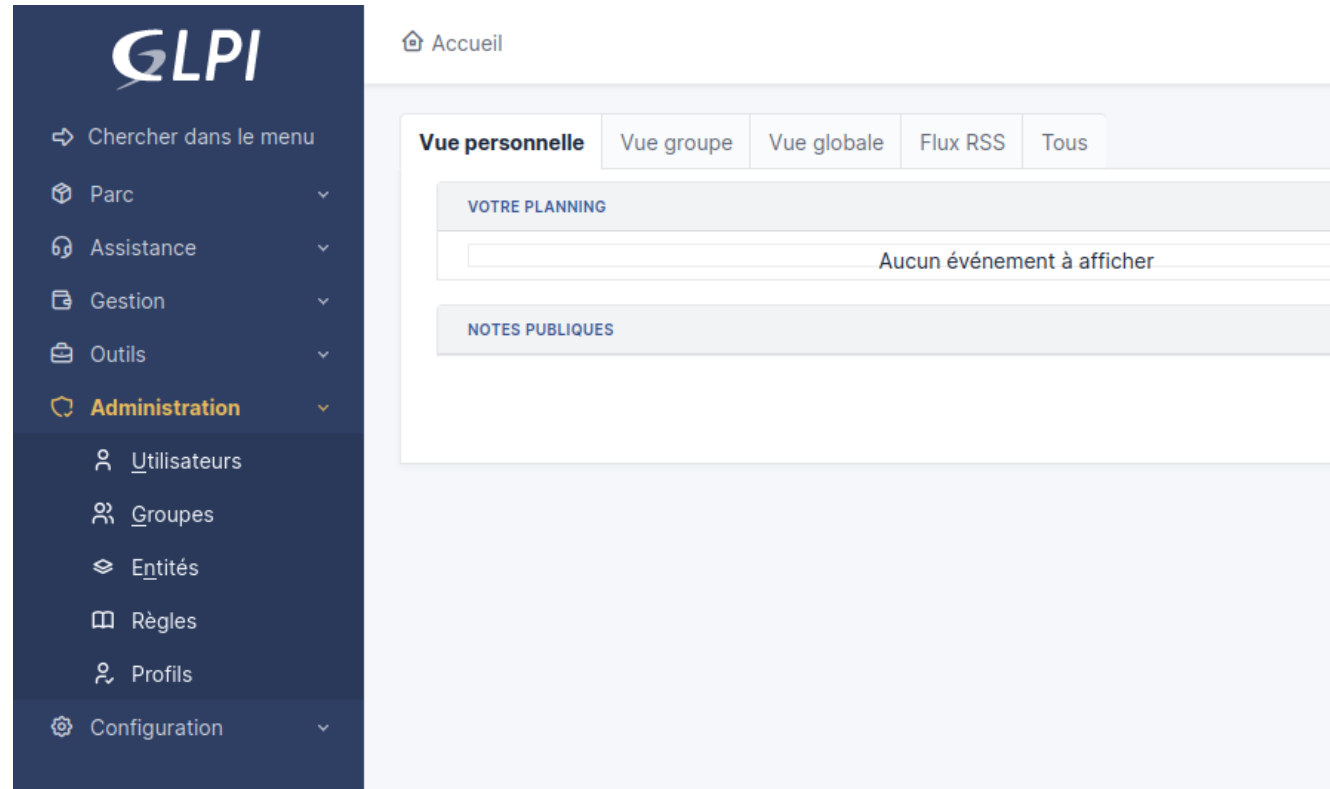 GLPI
Chercher dans le menu
Parc
Assistance
Gestion
Outils
Administration
Utilisateurs
Groupes
Entités
Règles
Profils
Configuration
Accueil
Vue personnelle Vue groupe Vue globale Flux RSS Tous
VOTRE PLANNING
Aucun événement à afficher
NOTES PUBLIQUES